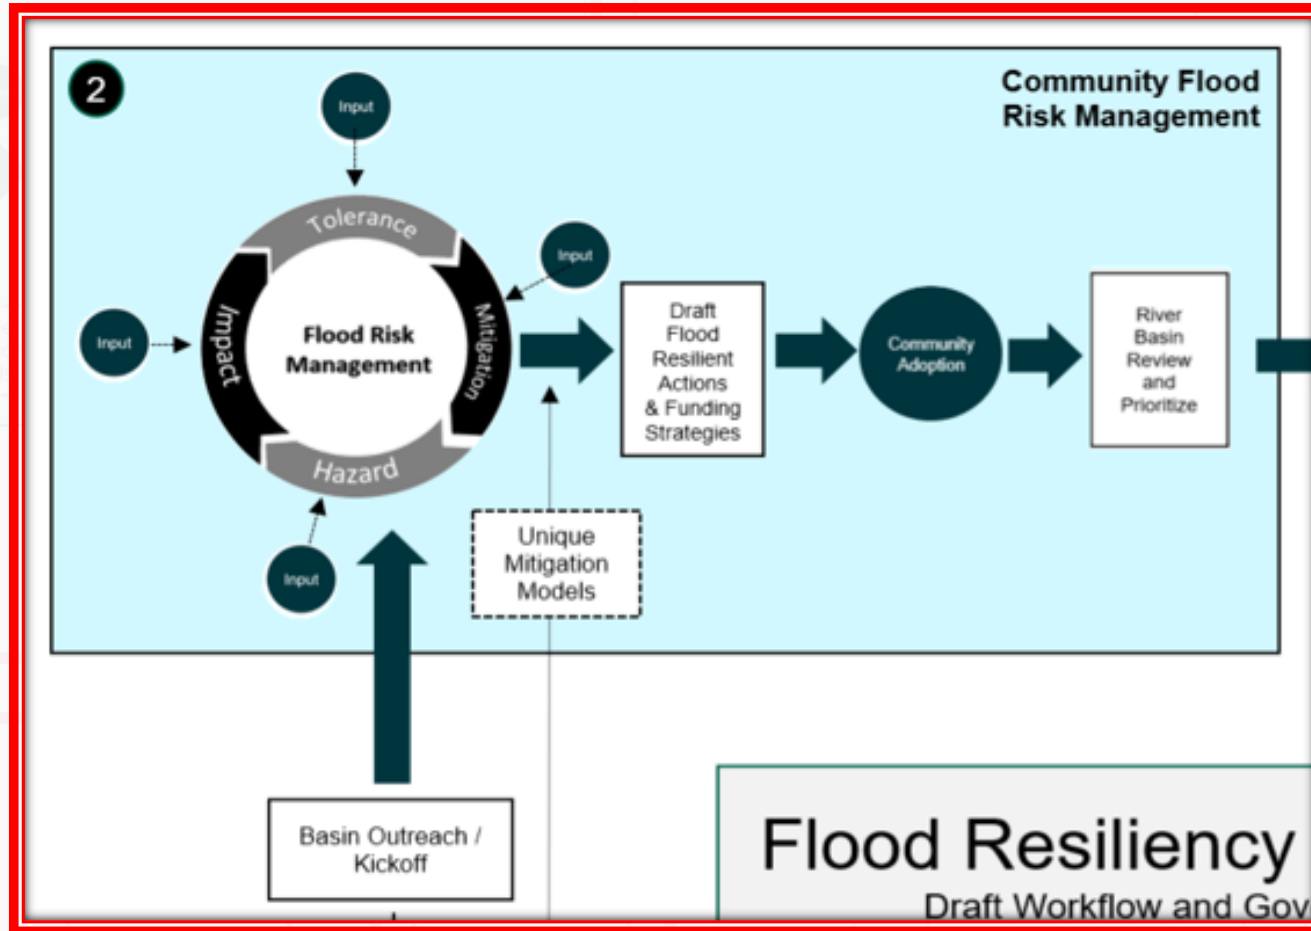 2
Community Flood
Risk Management
Input
Tolerance
Input
Mitigation
Input
Impact
Flood Risk
Management
Hazard
Input
Draft
Flood
Resilient
Actions
& Funding
Strategies
Community
Adoption
River
Basin
Review
and
Prioritize
Unique
Mitigation
Models
Basin Outreach /
Kickoff
Flood Resiliency
Draft Workflow and Gov